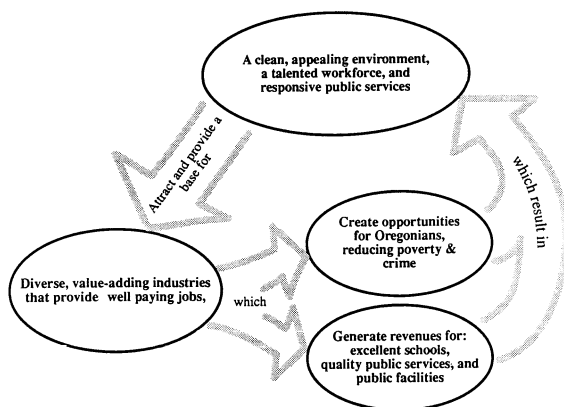 A clean, appealing environment,
a talented workforce, and
responsive public services
Attract and provide a
base for
Diverse, value-adding industries
that provide well paying jobs,
which
Create opportunities
for Oregonians,
reducing poverty &
crime
Generate revenues for:
excellent schools,
quality public services, and
public facilities
which result in